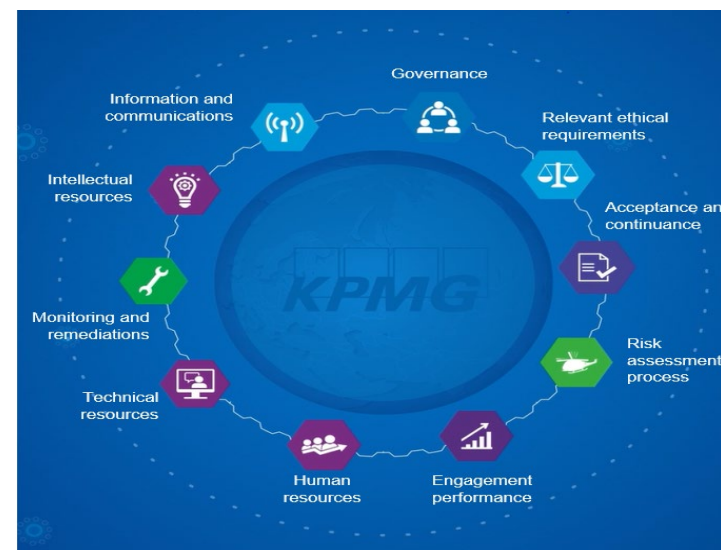 Governance
Information and
communications
Relevant ethical
requirements
Intellectual
resources
Acceptance an
continuance
KPMG
Monitoring and
remediations
Risk
assessment
process
Technical
resources
Human
resources
Engagement
performance